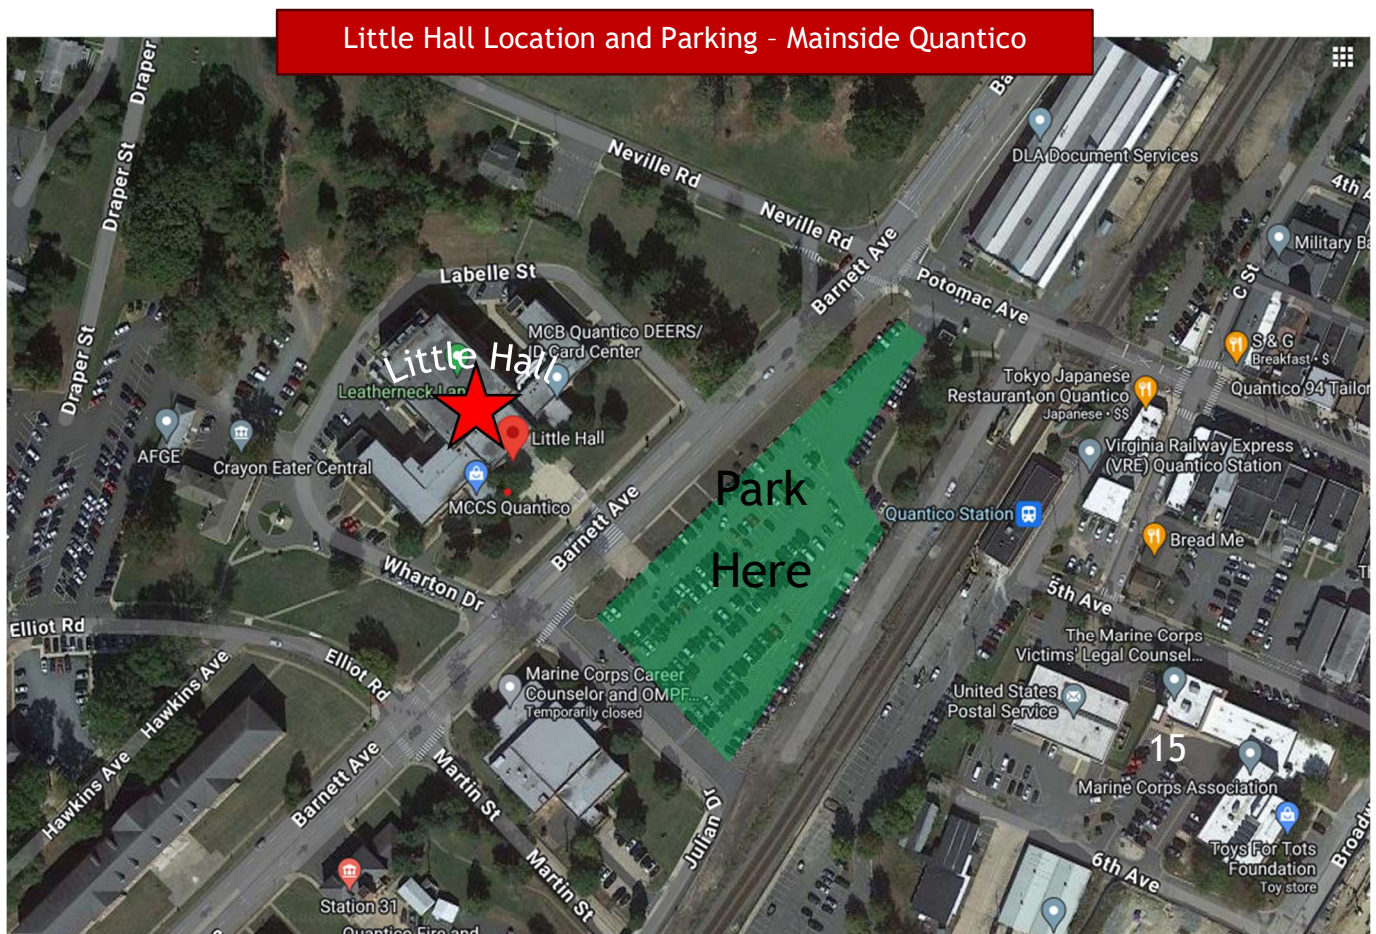 Little Hall Location and Parking – Mainside Quantico
Draper
Draper St
Draper St
Neville Rd
Neville Rd
DLA Document Services
4th
Military
C St
Labelle St
Barnett Ave
Potomac Ave
MCB Quantico DEERS/
ID Card Center
Little Hall
Leatherneck
S & G
Breakfast · $
Tokyo Japanese
Restaurant on Quantico
Japanese · $$
Quantico 94 Tailor
AFGE
Crayon Eater Central
Little Hall
Virginia Railway Express
(VRE) Quantico Station
MCCS Quantico
Park
Here
Quantico Station
Barnett Ave
Bread Me
Wharton Dr
5th Ave
Elliot Rd
The Marine Corps
Victims' Legal Counsel...
Elliot Rd
Hawkins Ave
Marine Corps Career
Counselor and OMPF...
Temporarily closed
United States
Postal Service
15
Hawkins Ave
Barnett Ave
Martin St
Marine Corps Association
Julian Dr
Toys For Tots
Foundation
Toy store
Martin St
6th Ave
Station 31
Quantico Fire and